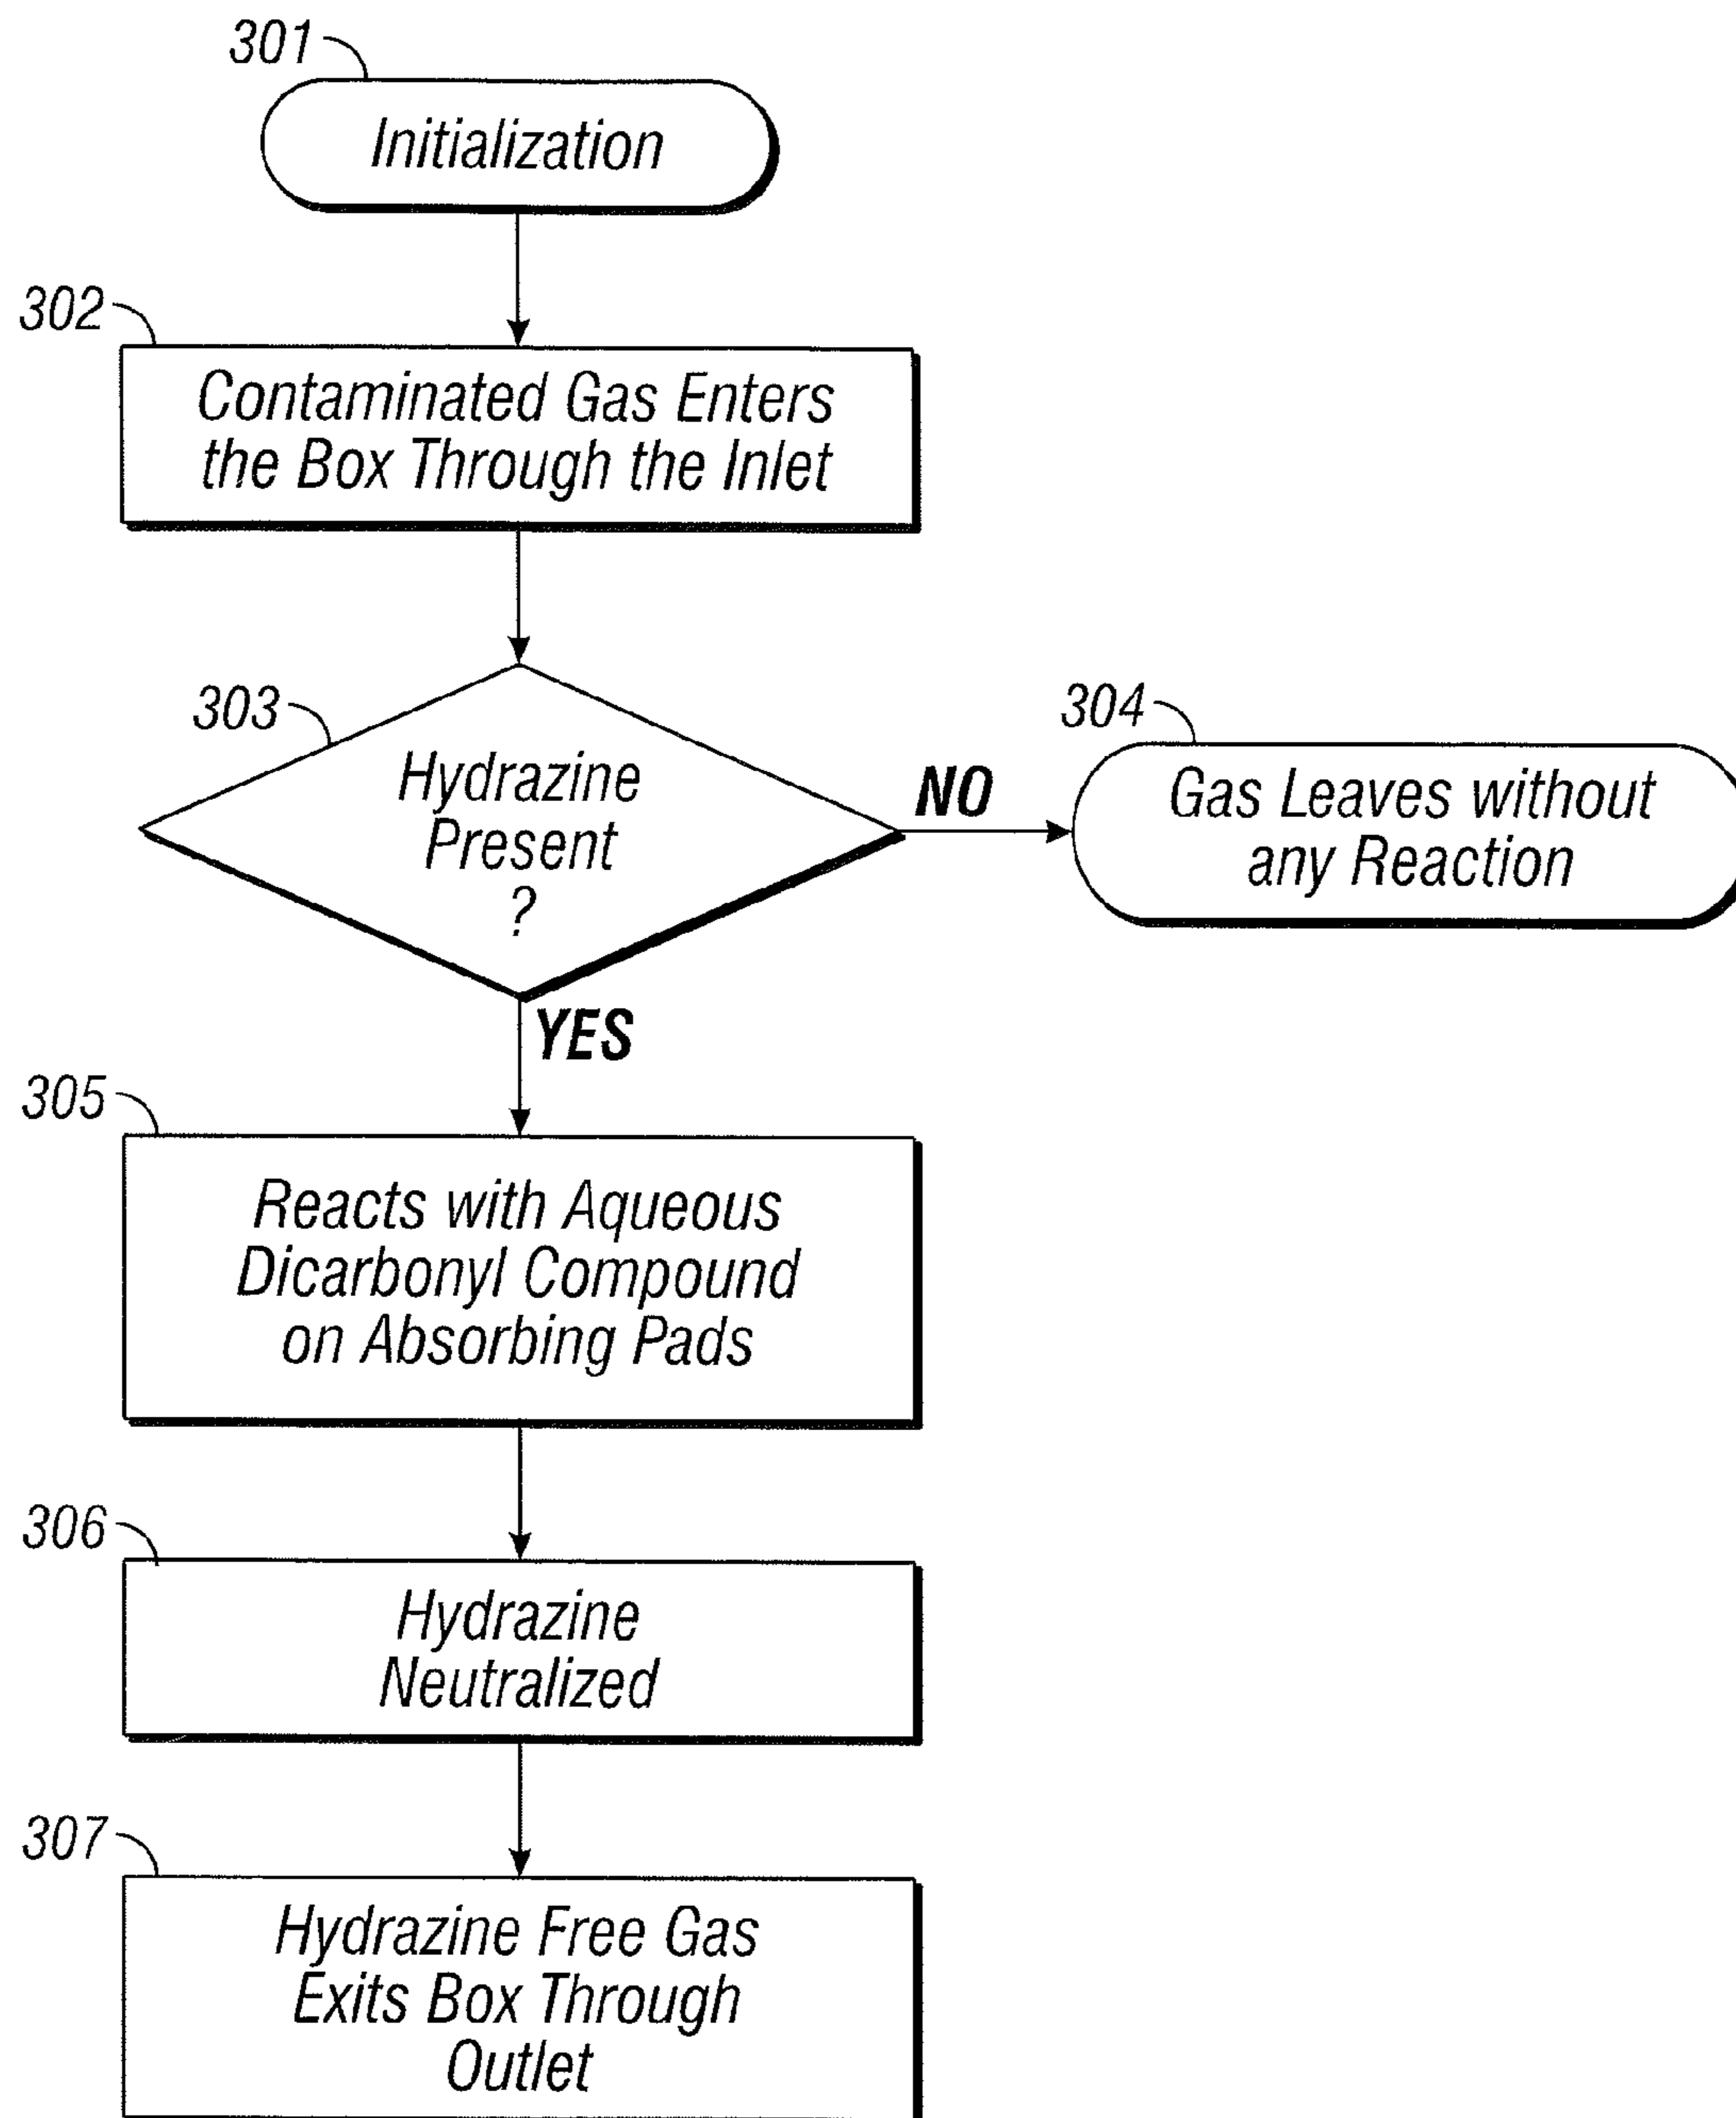 301
Initialization
302
Contaminated Gas Enters
the Box Through the Inlet
303
Hydrazine
Present
?
NO
304
Gas Leaves without
any Reaction
YES
305
Reacts with Aqueous
Dicarbonyl Compound
on Absorbing Pads
306
Hydrazine
Neutralized
307
Hydrazine Free Gas
Exits Box Through
Outlet